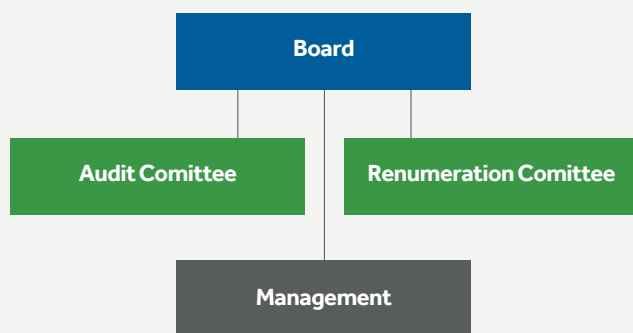 Board
Audit Comittee
Renumeration Comittee
Management